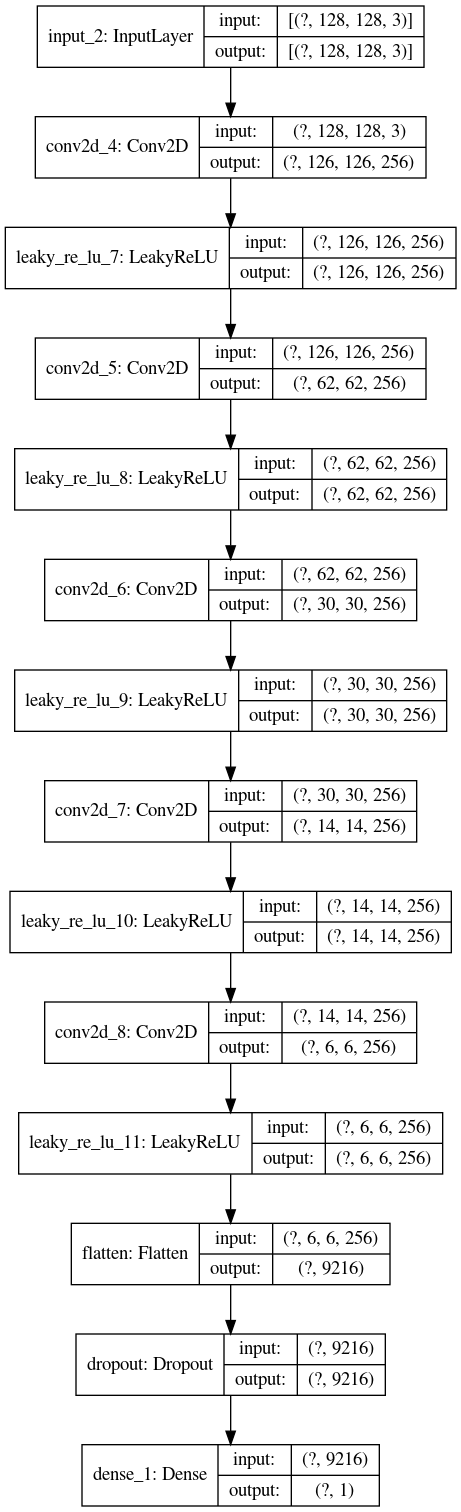 input_2: InputLayer
input:
[(?, 128, 128, 3)]
output:
[(?, 128, 128, 3)]
conv2d_4: Conv2D
input:
(?, 128, 128, 3)
output:
(?, 126, 126, 256)
leaky_re_lu_7: LeakyReLU
input:
(?, 126, 126, 256)
output:
(?, 126, 126, 256)
conv2d_5: Conv2D
input:
(?, 126, 126, 256)
output:
(?, 62, 62, 256)
leaky_re_lu_8: LeakyReLU
input:
(?, 62, 62, 256)
output:
(?, 62, 62, 256)
conv2d_6: Conv2D
input:
(?, 62, 62, 256)
output:
(?, 30, 30, 256)
leaky_re_lu_9: LeakyReLU
input:
(?, 30, 30, 256)
output:
(?, 30, 30, 256)
conv2d_7: Conv2D
input:
(?, 30, 30, 256)
output:
(?, 14, 14, 256)
leaky_re_lu_10: LeakyReLU
input:
(?, 14, 14, 256)
output:
(?, 14, 14, 256)
conv2d_8: Conv2D
input:
(?, 14, 14, 256)
output:
(?, 6, 6, 256)
leaky_re_lu_11: LeakyReLU
input:
(?, 6, 6, 256)
output:
(?, 6, 6, 256)
flatten: Flatten
input:
(?, 6, 6, 256)
output:
(?, 9216)
dropout: Dropout
input:
(?, 9216)
output:
(?, 9216)
dense_1: Dense
input:
(?, 9216)
output:
(?, 1)